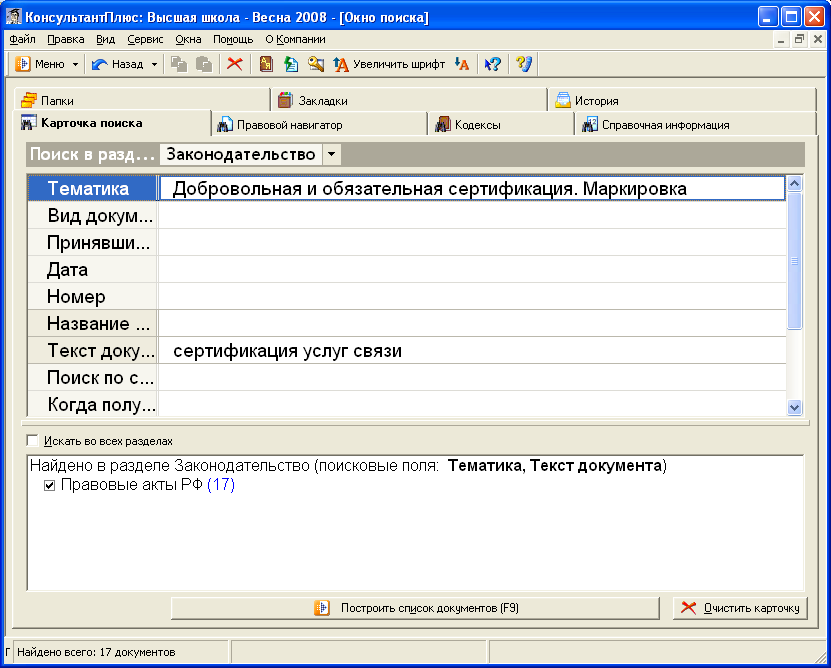 КонсультантПлюс: Высшая школа - Весна 2008 - [Окно поиска]
Файл Правка Вид Сервис Окна Помощь О Компании
Меню Назад Увеличить шрифт
Папки Закладки История
Карточка поиска Правовой навигатор Кодексы Справочная информация
Поиск в разд... Законодательство
Тематика Добровольная и обязательная сертификация. Маркировка
Вид докум...
Принявши...
Дата
Номер
Название ...
Текст доку... сертификация услуг связи
Поиск по с...
Когда полу...
Искать во всех разделах
Найдено в разделе Законодательство (поисковые поля: Тематика, Текст документа)
Правовые акты РФ (17)
Построить список документов (F9) Очистить карточку
Найдено всего: 17 документов